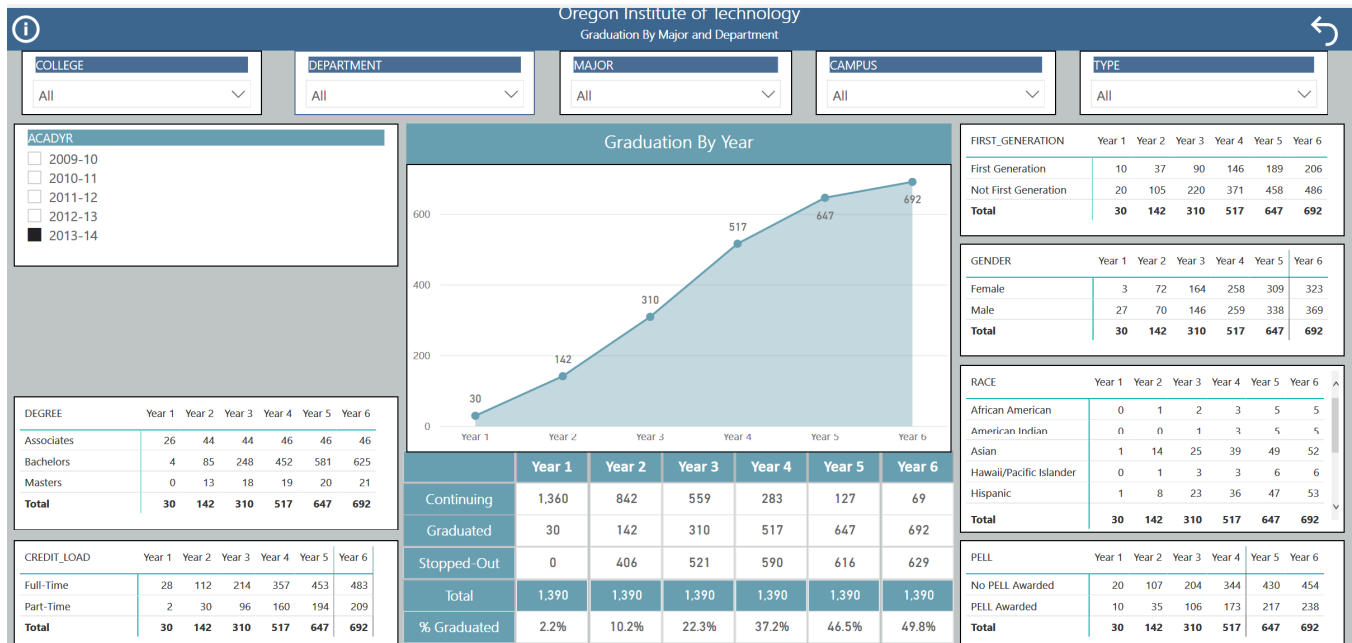 Oregon Institute of Technology
Graduation By Major and Department
COLLEGE
All
DEPARTMENT
All
MAJOR
All
CAMPUS
All
TYPE
All
ACADYR
2009-10
2010-11
2011-12
2012-13
2013-14
DEGREE Year 1 Year 2 Year 3 Year 4 Year 5 Year 6
Associates 26 44 44 46 46 46
Bachelors 4 85 248 452 581 625
Masters 0 13 18 19 20 21
Total 30 142 310 517 647 692
CREDIT_LOAD Year 1 Year 2 Year 3 Year 4 Year 5 Year 6
Full-Time 28 112 214 357 453 483
Part-Time 2 30 96 160 194 209
Total 30 142 310 517 647 692
Graduation By Year
600
400
200
0
30
142
310
517
647
692
Year 1 Year 2 Year 3 Year 4 Year 5 Year 6
Year 1 Year 2 Year 3 Year 4 Year 5 Year 6
Continuing 1,360 842 559 283 127 69
Graduated 30 142 310 517 647 692
Stopped-Out 0 406 521 590 616 629
Total 1,390 1,390 1,390 1,390 1,390 1,390
% Graduated 2.2% 10.2% 22.3% 37.2% 46.5% 49.8%
FIRST_GENERATION Year 1 Year 2 Year 3 Year 4 Year 5 Year 6
First Generation 10 37 90 146 189 206
Not First Generation 20 105 220 371 458 486
Total 30 142 310 517 647 692
GENDER Year 1 Year 2 Year 3 Year 4 Year 5 Year 6
Female 3 72 164 258 309 323
Male 27 70 146 259 338 369
Total 30 142 310 517 647 692
RACE Year 1 Year 2 Year 3 Year 4 Year 5 Year 6
African American 0 1 2 3 5 5
American Indian 0 0 1 3 5 5
Asian 1 14 25 39 49 52
Hawaii/Pacific Islander 0 1 3 3 6 6
Hispanic 1 8 23 36 47 53
Total 30 142 310 517 647 692
PELL Year 1 Year 2 Year 3 Year 4 Year 5 Year 6
No PELL Awarded 20 107 204 344 430 454
PELL Awarded 10 35 106 173 217 238
Total 30 142 310 517 647 692